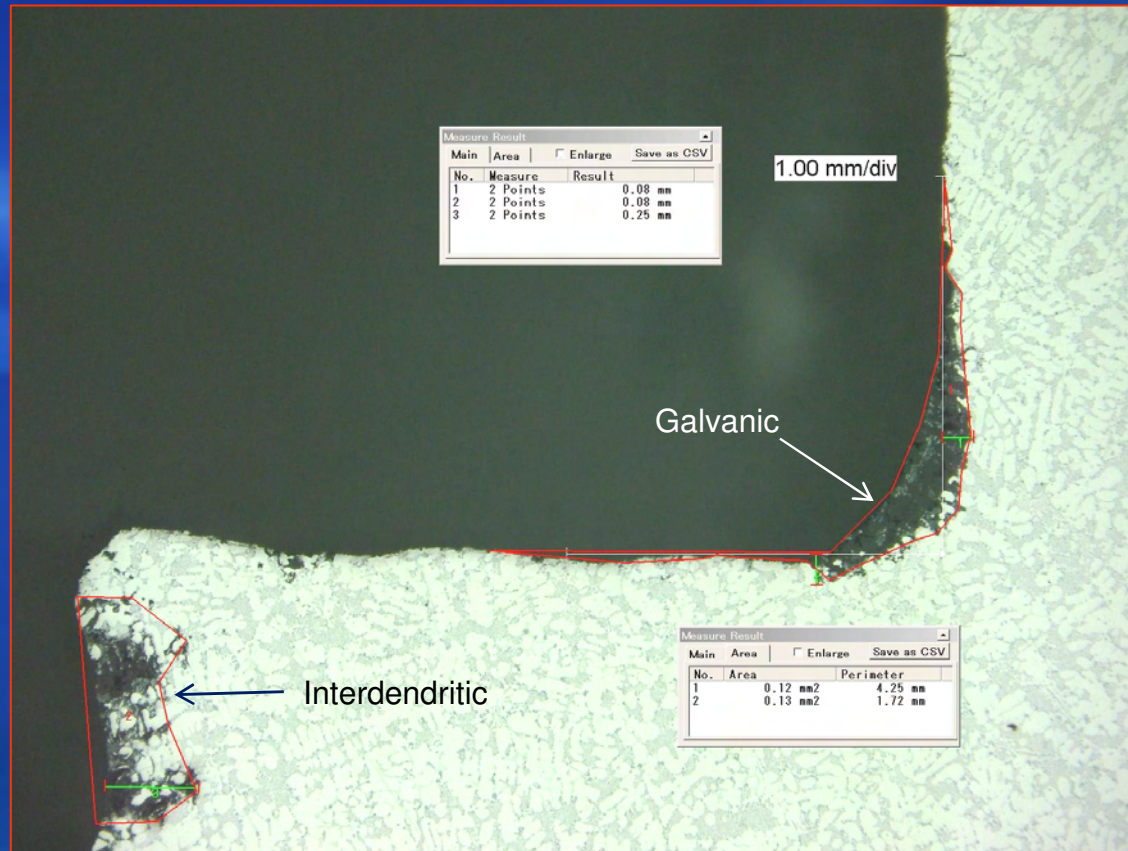 Measure Result
Main Area Enlarge Save as CSV
No. Measure Result
1 2 Points 0.08 mm
2 2 Points 0.08 mm
3 2 Points 0.25 mm
1.00 mm/div
Galvanic
Interdendritic
Measure Result
Main Area Enlarge Save as CSV
No. Area Perimeter
1 0.12 mm2 4.25 mm
2 0.13 mm2 1.72 mm